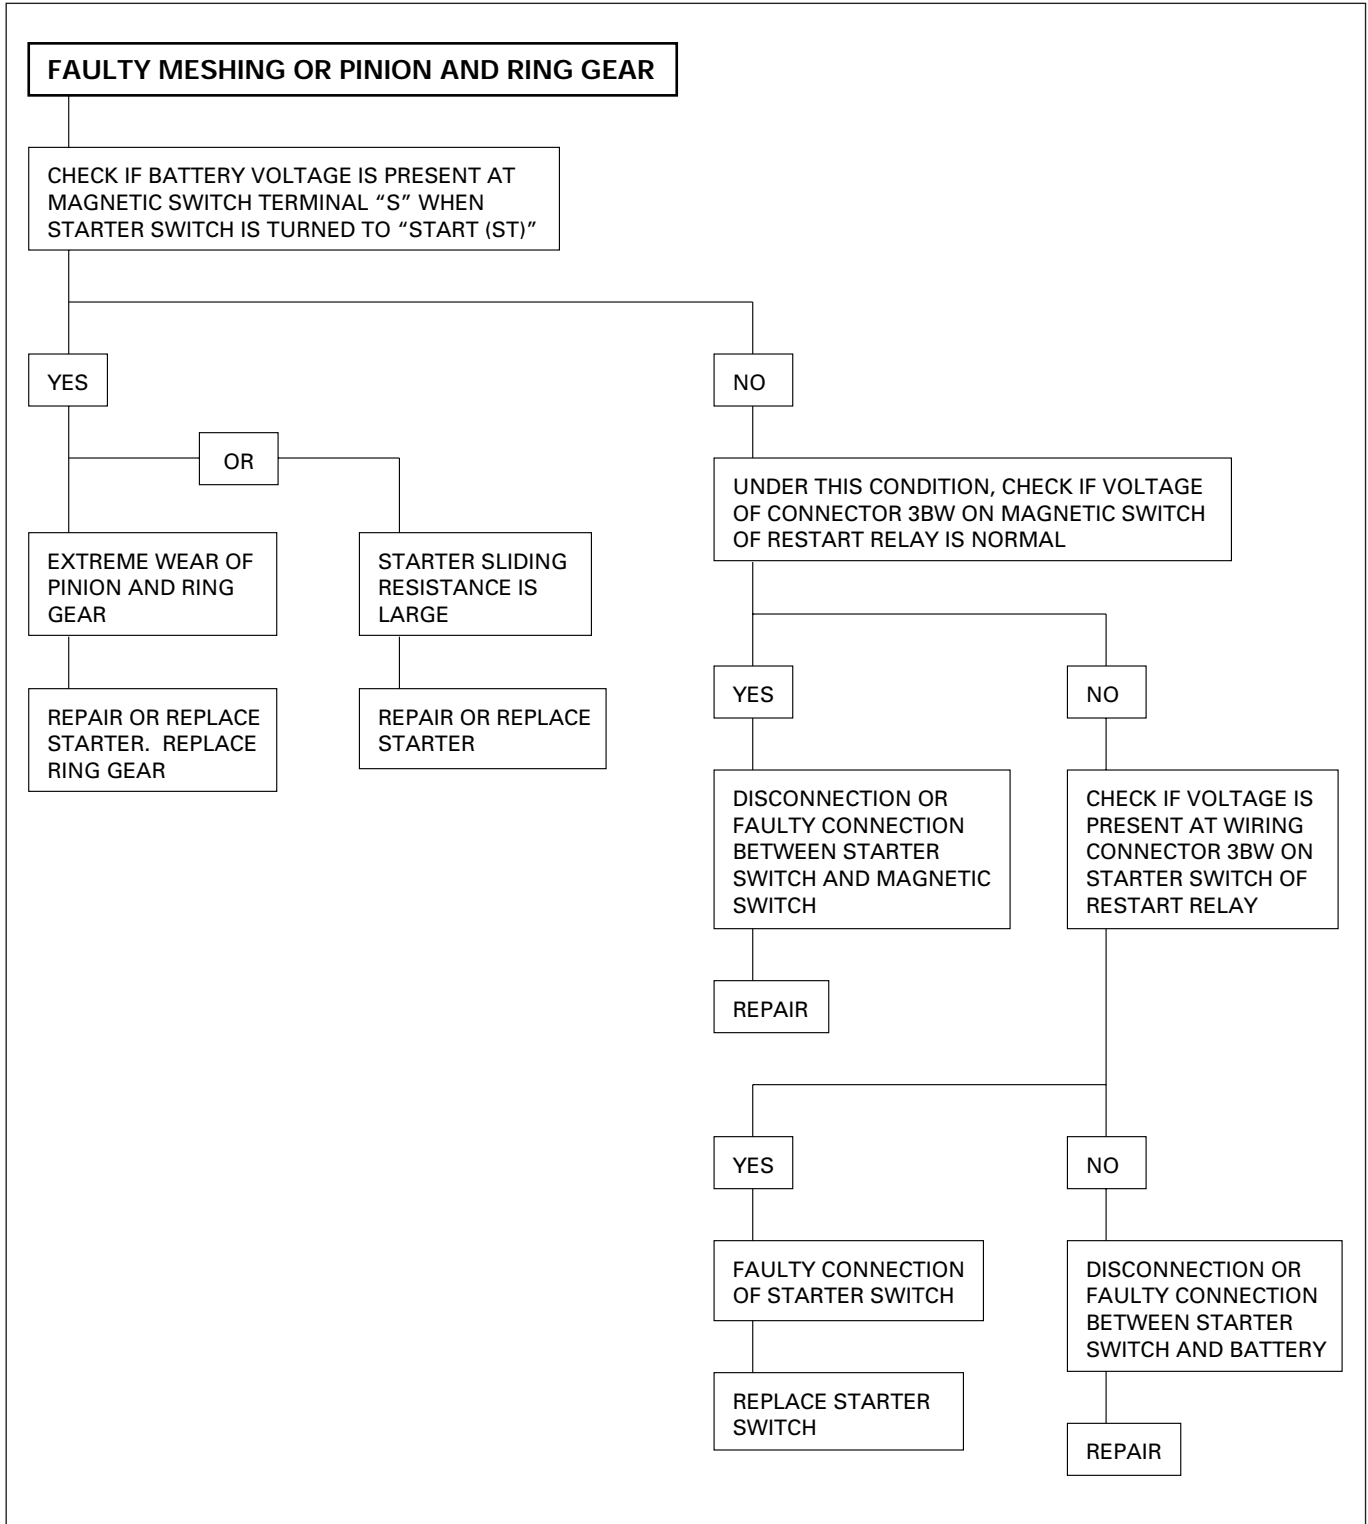 FAULTY MESHING OR PINION AND RING GEAR
CHECK IF BATTERY VOLTAGE IS PRESENT AT
MAGNETIC SWITCH TERMINAL “S” WHEN
STARTER SWITCH IS TURNED TO “START (ST)”
YES
NO
OR
EXTREME WEAR OF
PINION AND RING
GEAR
STARTER SLIDING
RESISTANCE IS
LARGE
REPAIR OR REPLACE
STARTER. REPLACE
RING GEAR
REPAIR OR REPLACE
STARTER
UNDER THIS CONDITION, CHECK IF VOLTAGE
OF CONNECTOR 3BW ON MAGNETIC SWITCH
OF RESTART RELAY IS NORMAL
YES
NO
DISCONNECTION OR
FAULTY CONNECTION
BETWEEN STARTER
SWITCH AND MAGNETIC
SWITCH
REPAIR
CHECK IF VOLTAGE IS
PRESENT AT WIRING
CONNECTOR 3BW ON
STARTER SWITCH OF
RESTART RELAY
YES
NO
FAULTY CONNECTION
OF STARTER SWITCH
REPLACE STARTER
SWITCH
DISCONNECTION OR
FAULTY CONNECTION
BETWEEN STARTER
SWITCH AND BATTERY
REPAIR